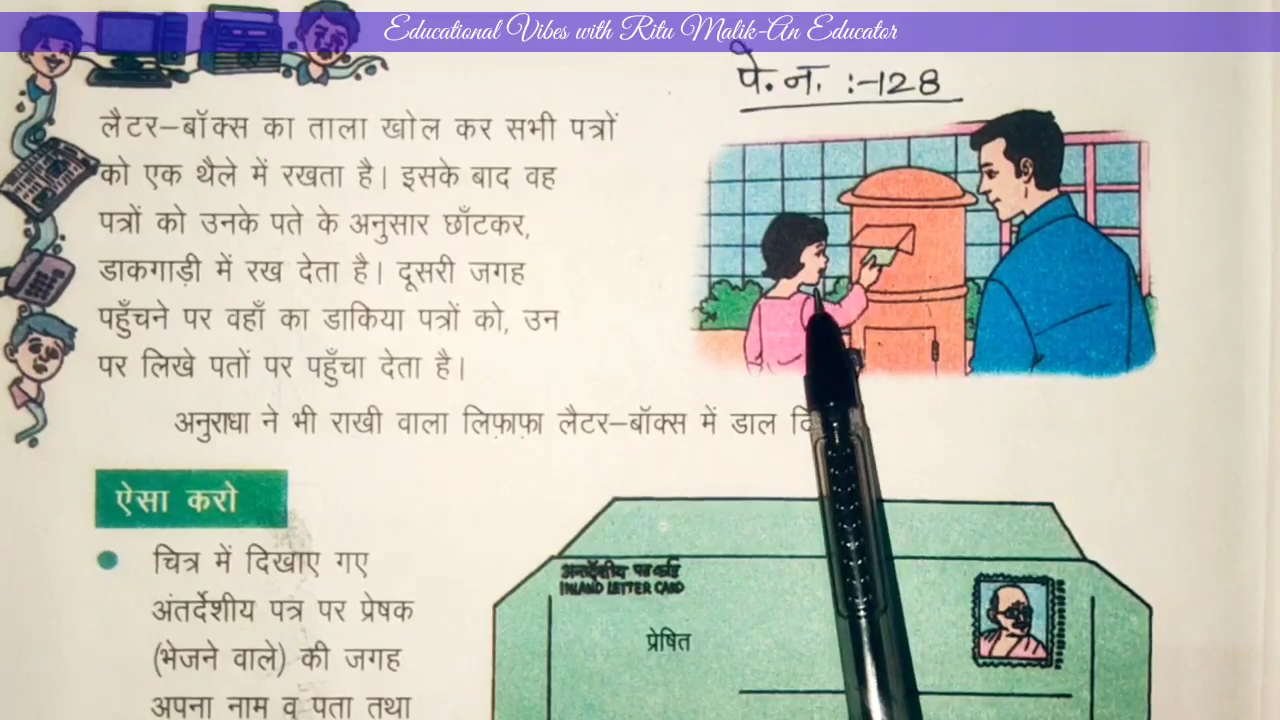 Educational Vibes with Ritu Malik-An Educator
पे.न. :-128
लैटर-बॉक्स का ताला खोल कर सभी पत्रों
को एक थैले में रखता है। इसके बाद वह
पत्रों को उनके पते के अनुसार छाँटकर,
डाकगाड़ी में रख देता है। दूसरी जगह
पहुँचने पर वहाँ का डाकिया पत्रों को, उन
पर लिखे पतों पर पहुँचा देता है।
अनुराधा ने भी राखी वाला लिफ़ाफ़ा लैटर-बॉक्स में डाल
ऐसा करो
चित्र में दिखाए गए
अंतर्देशीय पत्र पर प्रेषक
(भेजने वाले) की जगह
अपना नाम व पता तथा
INLAND LETTER CARD
प्रेषित